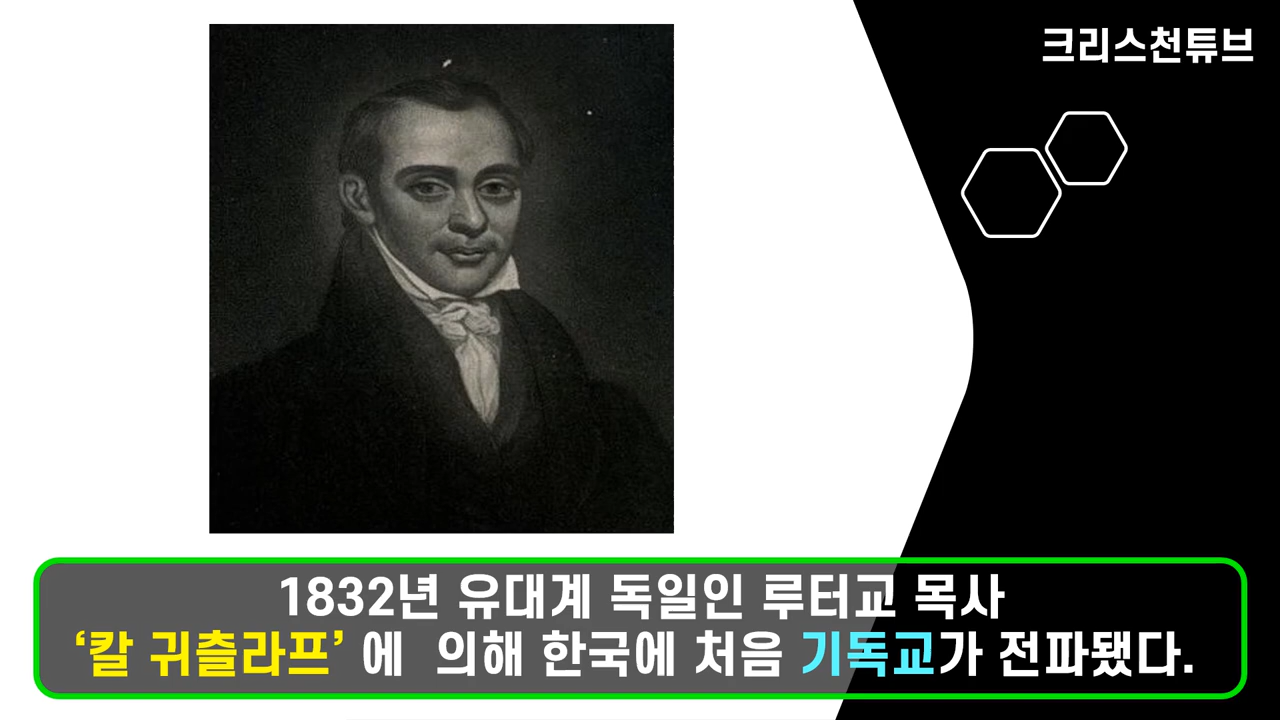 크리스천튜브
1832년 유대계 독일인 루터교 목사
‘칼 귀츨라프’ 에 의해 한국에 처음 기독교가 전파됐다.